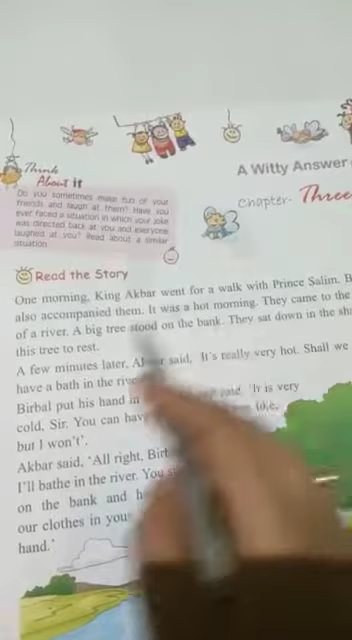 Think
About it
Do you sometimes make fun of your
friends and laugh at them? Have you
ever faced a situation in which your joke
was directed back at you and everyone
laughed at you? Read about a similar
situation.
A Witty Answer
Chapter- Three
Read the Story
One morning, King Akbar went for a walk with Prince Salim. B
also accompanied them. It was a hot morning. They came to the
of a river. A big tree stood on the bank. They sat down in the sh
this tree to rest.
A few minutes later, said, 'It's really very hot. Shall we
have a bath in the
Birbal put his hand in said, 'It is very
cold, Sir. You can like,
but I won't'.
Akbar said, 'All right,
I'll bathe in the river. You
on the bank and
our clothes in
hand.'